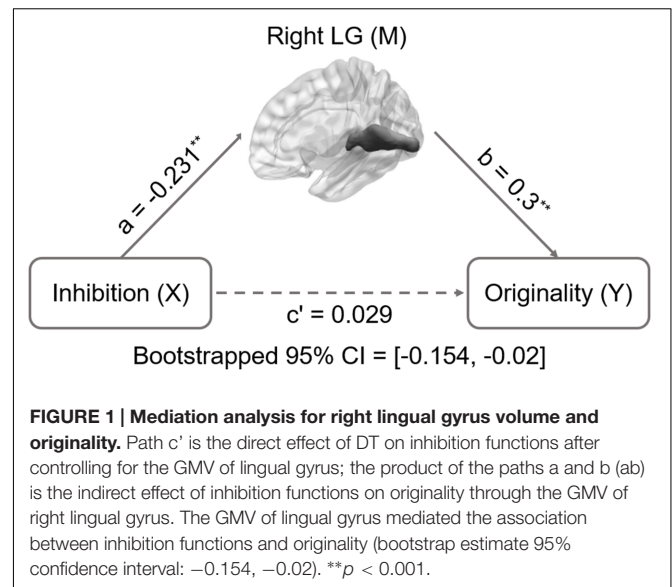 Right LG (M)
a = -0.231**
b = 0.3**
Inhibition (X)
Originality (Y)
c' = 0.029
Bootstrapped 95% CI = [-0.154, -0.02]
FIGURE 1 | Mediation analysis for right lingual gyrus volume and
originality. Path c’ is the direct effect of DT on inhibition functions after
controlling for the GMV of lingual gyrus; the product of the paths a and b (ab)
is the indirect effect of inhibition functions on originality through the GMV of
right lingual gyrus. The GMV of lingual gyrus mediated the association
between inhibition functions and originality (bootstrap estimate 95%
confidence interval: −0.154, −0.02). **p < 0.001.